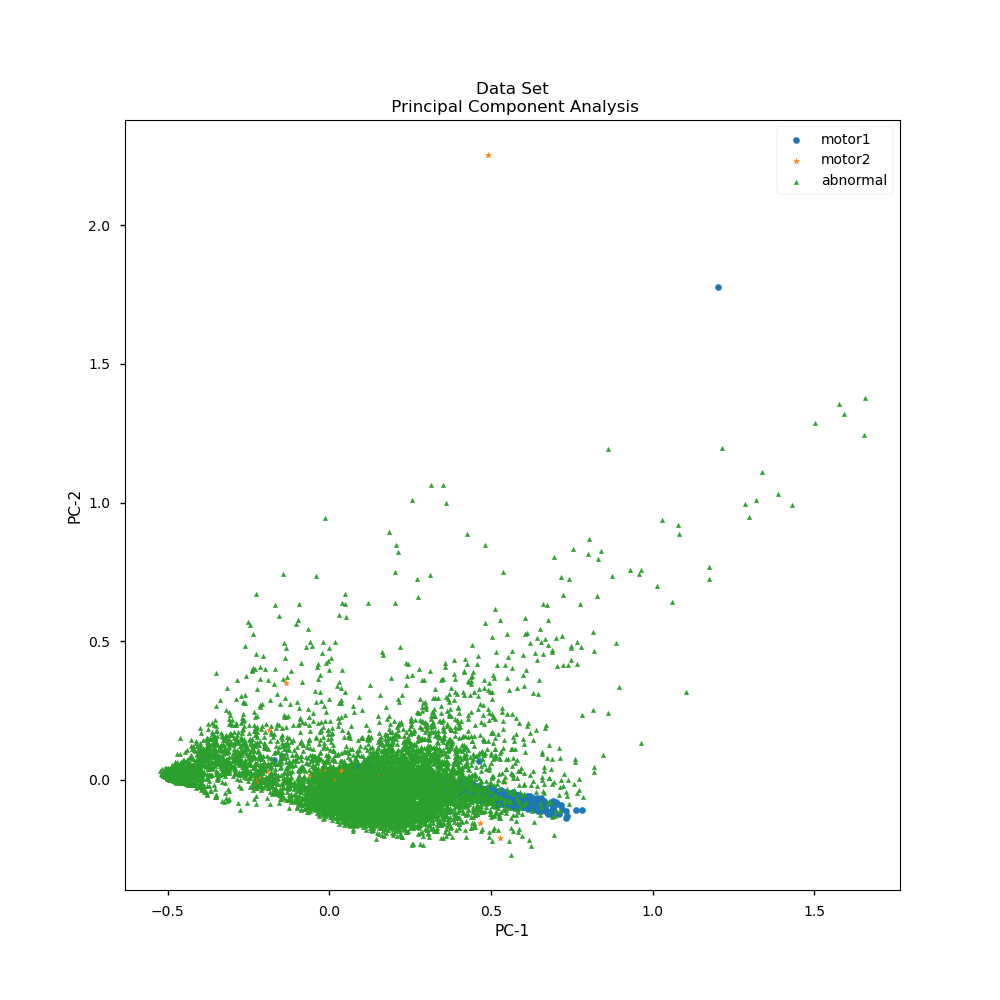 Data Set
Principal Component Analysis
motor1
motor2
abnormal
PC-2
2.0
1.5
1.0
0.5
0.0
−0.5
0.0
0.5
1.0
1.5
PC-1